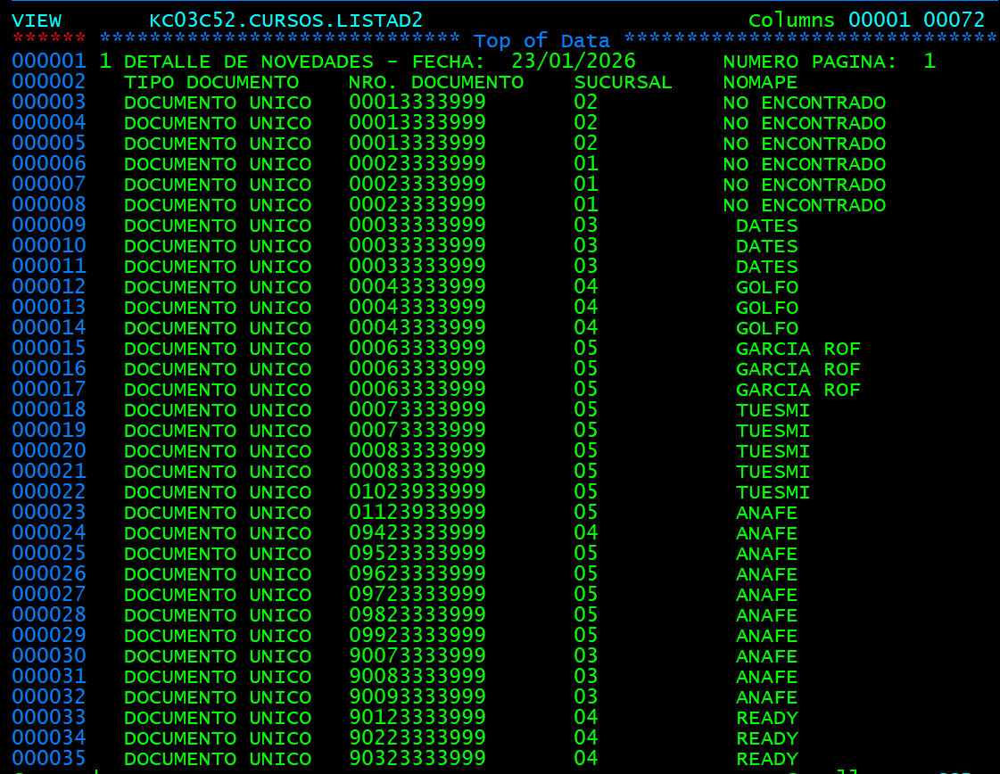 VIEW KC03C52.CURSOS.LISTAD2 Columns 00001 00072
****** ***************************** Top of Data ******************************
000001 1 DETALLE DE NOVEDADES - FECHA: 23/01/2026 NUMERO PAGINA: 1
000002 TIPO DOCUMENTO NRO. DOCUMENTO SUCURSAL NOMAPE
000003 DOCUMENTO UNICO 00013333999 02 NO ENCONTRADO
000004 DOCUMENTO UNICO 00013333999 02 NO ENCONTRADO
000005 DOCUMENTO UNICO 00013333999 02 NO ENCONTRADO
000006 DOCUMENTO UNICO 00023333999 01 NO ENCONTRADO
000007 DOCUMENTO UNICO 00023333999 01 NO ENCONTRADO
000008 DOCUMENTO UNICO 00023333999 01 NO ENCONTRADO
000009 DOCUMENTO UNICO 00033333999 03 DATES
000010 DOCUMENTO UNICO 00033333999 03 DATES
000011 DOCUMENTO UNICO 00033333999 03 DATES
000012 DOCUMENTO UNICO 00043333999 04 GOLFO
000013 DOCUMENTO UNICO 00043333999 04 GOLFO
000014 DOCUMENTO UNICO 00043333999 04 GOLFO
000015 DOCUMENTO UNICO 00063333999 05 GARCIA ROF
000016 DOCUMENTO UNICO 00063333999 05 GARCIA ROF
000017 DOCUMENTO UNICO 00063333999 05 GARCIA ROF
000018 DOCUMENTO UNICO 00073333999 05 TUESMI
000019 DOCUMENTO UNICO 00073333999 05 TUESMI
000020 DOCUMENTO UNICO 00083333999 05 TUESMI
000021 DOCUMENTO UNICO 00083333999 05 TUESMI
000022 DOCUMENTO UNICO 01023933999 05 TUESMI
000023 DOCUMENTO UNICO 01123933999 05 ANAFE
000024 DOCUMENTO UNICO 09423333999 04 ANAFE
000025 DOCUMENTO UNICO 09523333999 05 ANAFE
000026 DOCUMENTO UNICO 09623333999 05 ANAFE
000027 DOCUMENTO UNICO 09723333999 05 ANAFE
000028 DOCUMENTO UNICO 09823333999 05 ANAFE
000029 DOCUMENTO UNICO 09923333999 05 ANAFE
000030 DOCUMENTO UNICO 90073333999 03 ANAFE
000031 DOCUMENTO UNICO 90083333999 03 ANAFE
000032 DOCUMENTO UNICO 90093333999 03 ANAFE
000033 DOCUMENTO UNICO 90123333999 04 READY
000034 DOCUMENTO UNICO 90223333999 04 READY
000035 DOCUMENTO UNICO 90323333999 04 READY